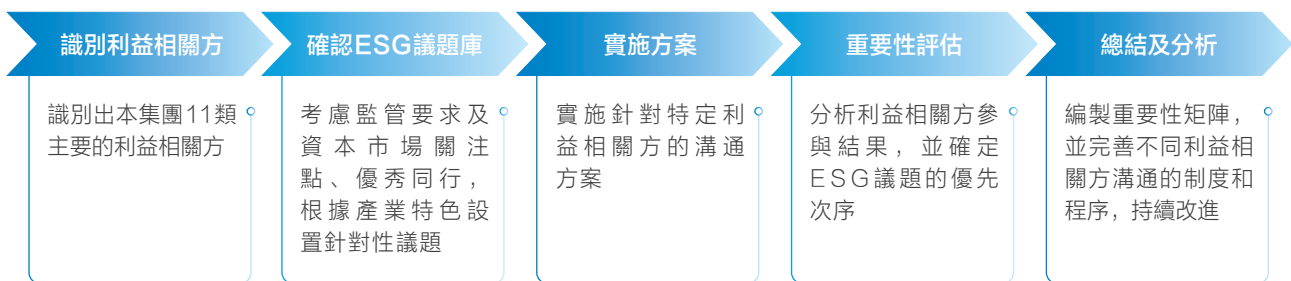 識別利益相關方
識別出本集團11類
主要的利益相關方
確認ESG議題庫
考慮監管要求及
資本市場關注
點、優秀同行，
根據產業特色設
置針對性議題
實施方案
實施針對特定利
益相關方的溝通
方案
重要性評估
分析利益相關方參
與結果，並確定
ESG議題的優先
次序
總結及分析
編製重要性矩陣，
並完善不同利益相
關方溝通的制度和
程序，持續改進